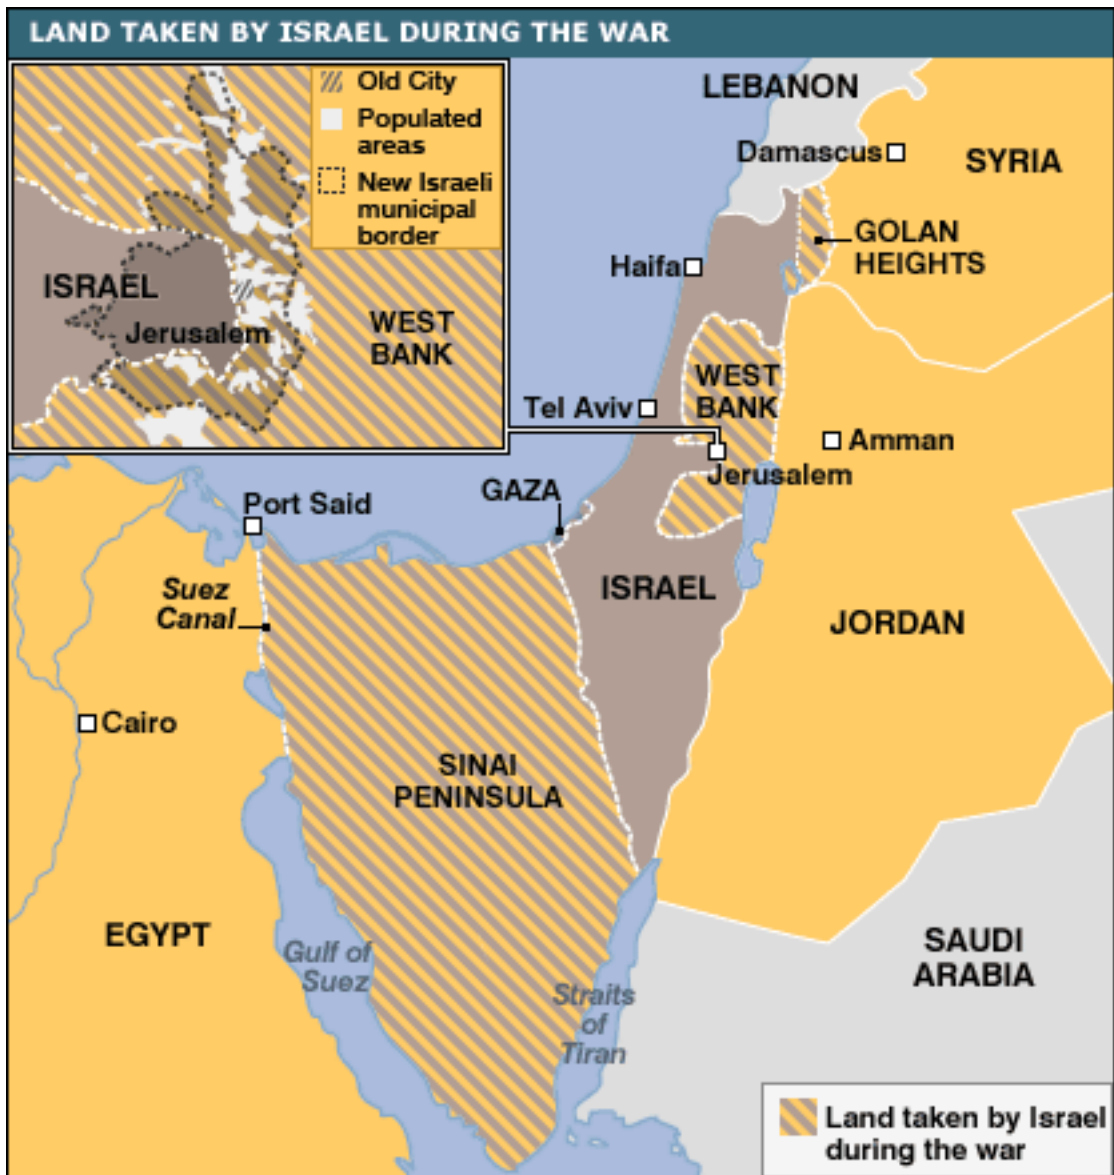 LAND TAKEN BY ISRAEL DURING THE WAR
Old City
Populated
areas
New Israeli
municipal
border
ISRAEL
Jerusalem
WEST
BANK
LEBANON
Damascus
SYRIA
GOLAN
HEIGHTS
Haifa
WEST
BANK
Tel Aviv
Amman
Jerusalem
GAZA
Port Said
Suez
Canal
ISRAEL
JORDAN
Cairo
SINAI
PENINSULA
EGYPT
Gulf of
Suez
Straits
of
Tiran
SAUDI
ARABIA
Land taken by Israel
during the war